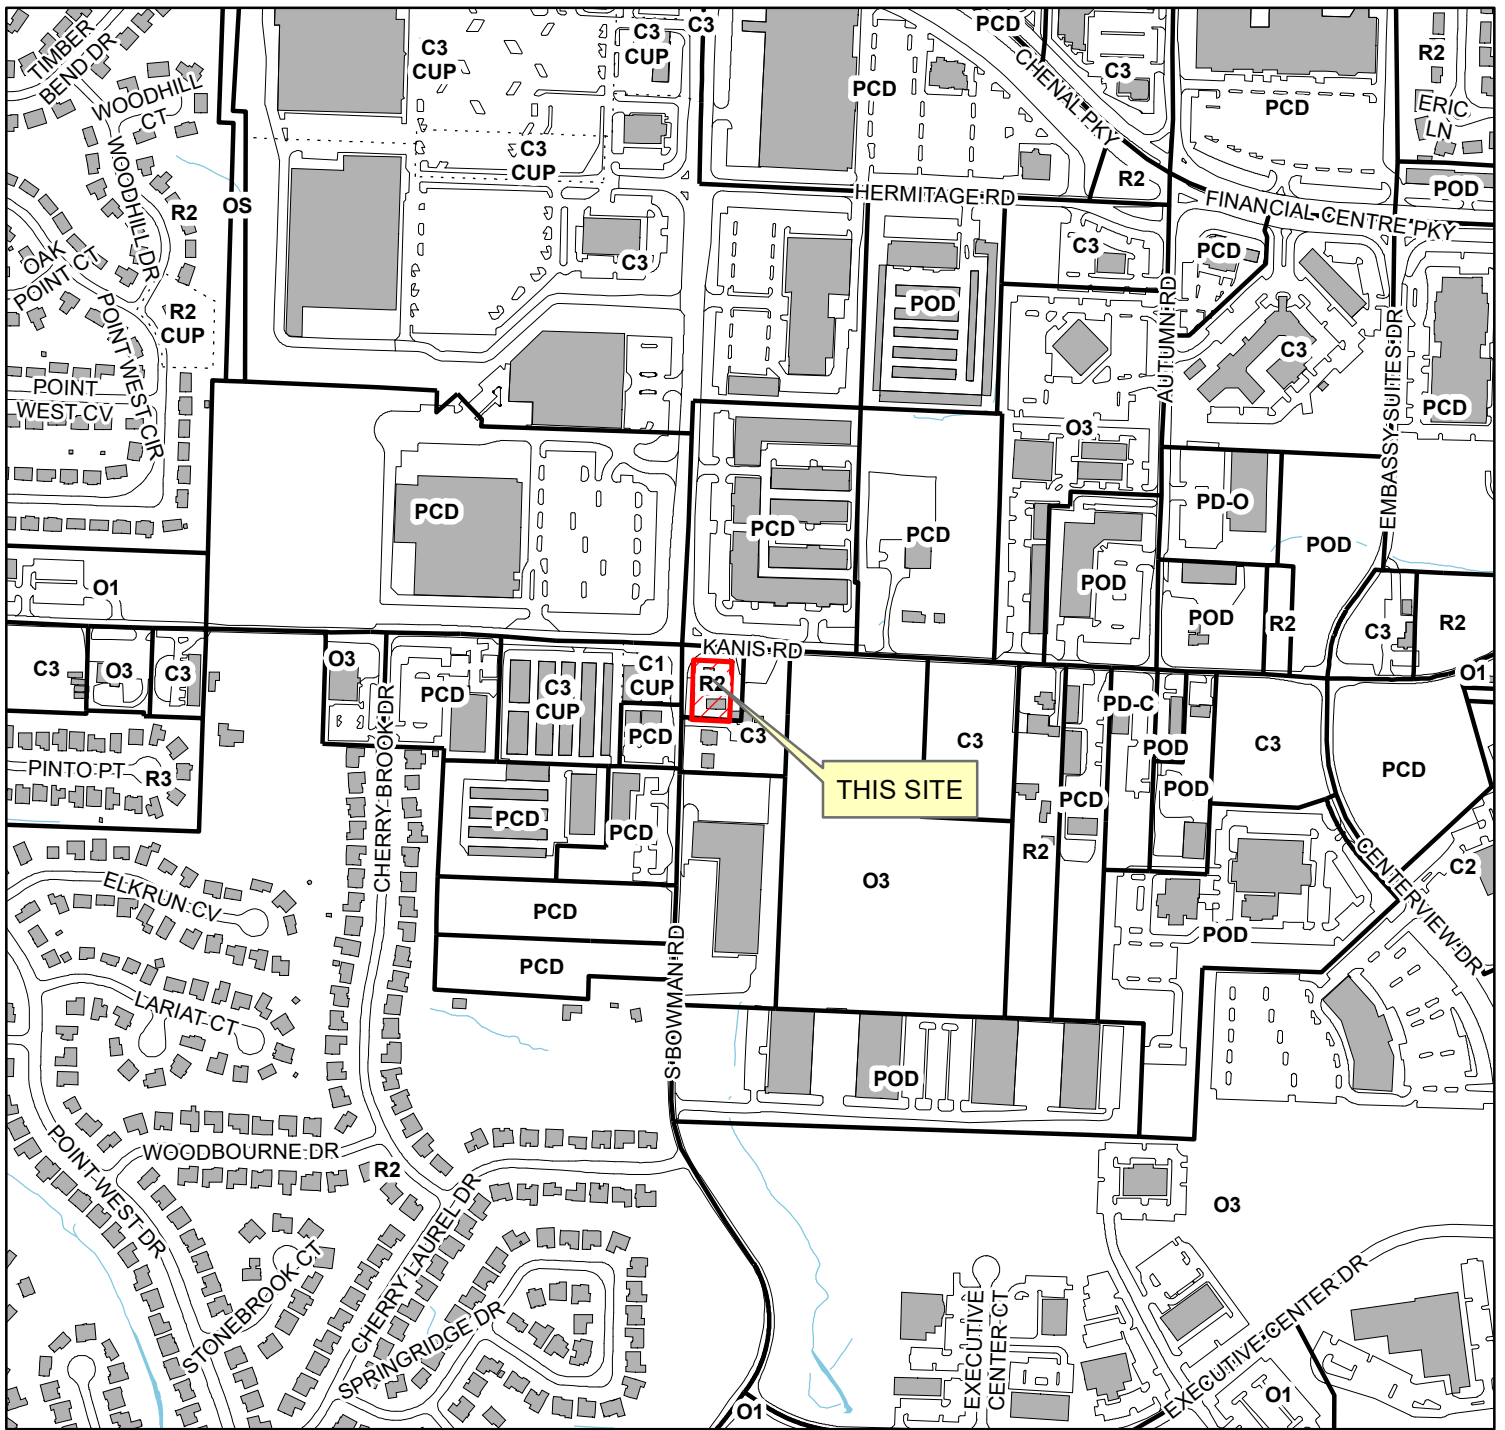 TIMBER
BEND DR
WOODHILL
CT
WOODHILL DR
OAK
POINT CT
POINT WEST CIR
POINT
WEST CV
R2
R2
CUP
OS
C3
CUP
C3
CUP
C3
C3
CUP
C3
PCD
PCD
C3
CHENAL PKY
PCD
R2
ERIC
LN
POD
HERMITAGE RD
R2
FINANCIAL CENTRE PKY
C3
PCD
POD
AUTUMN RD
C3
EMBASSY SUITES DR
PCD
O3
PCD
PCD
PCD
POD
PD-O
POD
POD
R2
C3
R2
O1
O1
KANIS RD
C3
O3
C3
O3
PCD
C3
CUP
C1
CUP
PCD
R2
C3
THIS SITE
C3
PD-C
POD
POD
C3
PCD
PINTO PT
R3
CHERRY BROOK DR
PCD
PCD
O3
R2
PCD
C2
CENTERVIEW DR
ELKRUN CV
PCD
POD
PCD
S BOWMAN RD
LARIAT CT
POD
POINT WEST DR
WOODBOURNE DR
R2
CHERRY LAUREL DR
STONEBROOK CT
SPRINGRIDGE DR
O3
EXECUTIVE
CENTER CT
EXECUTIVE CENTER DR
O1
O1